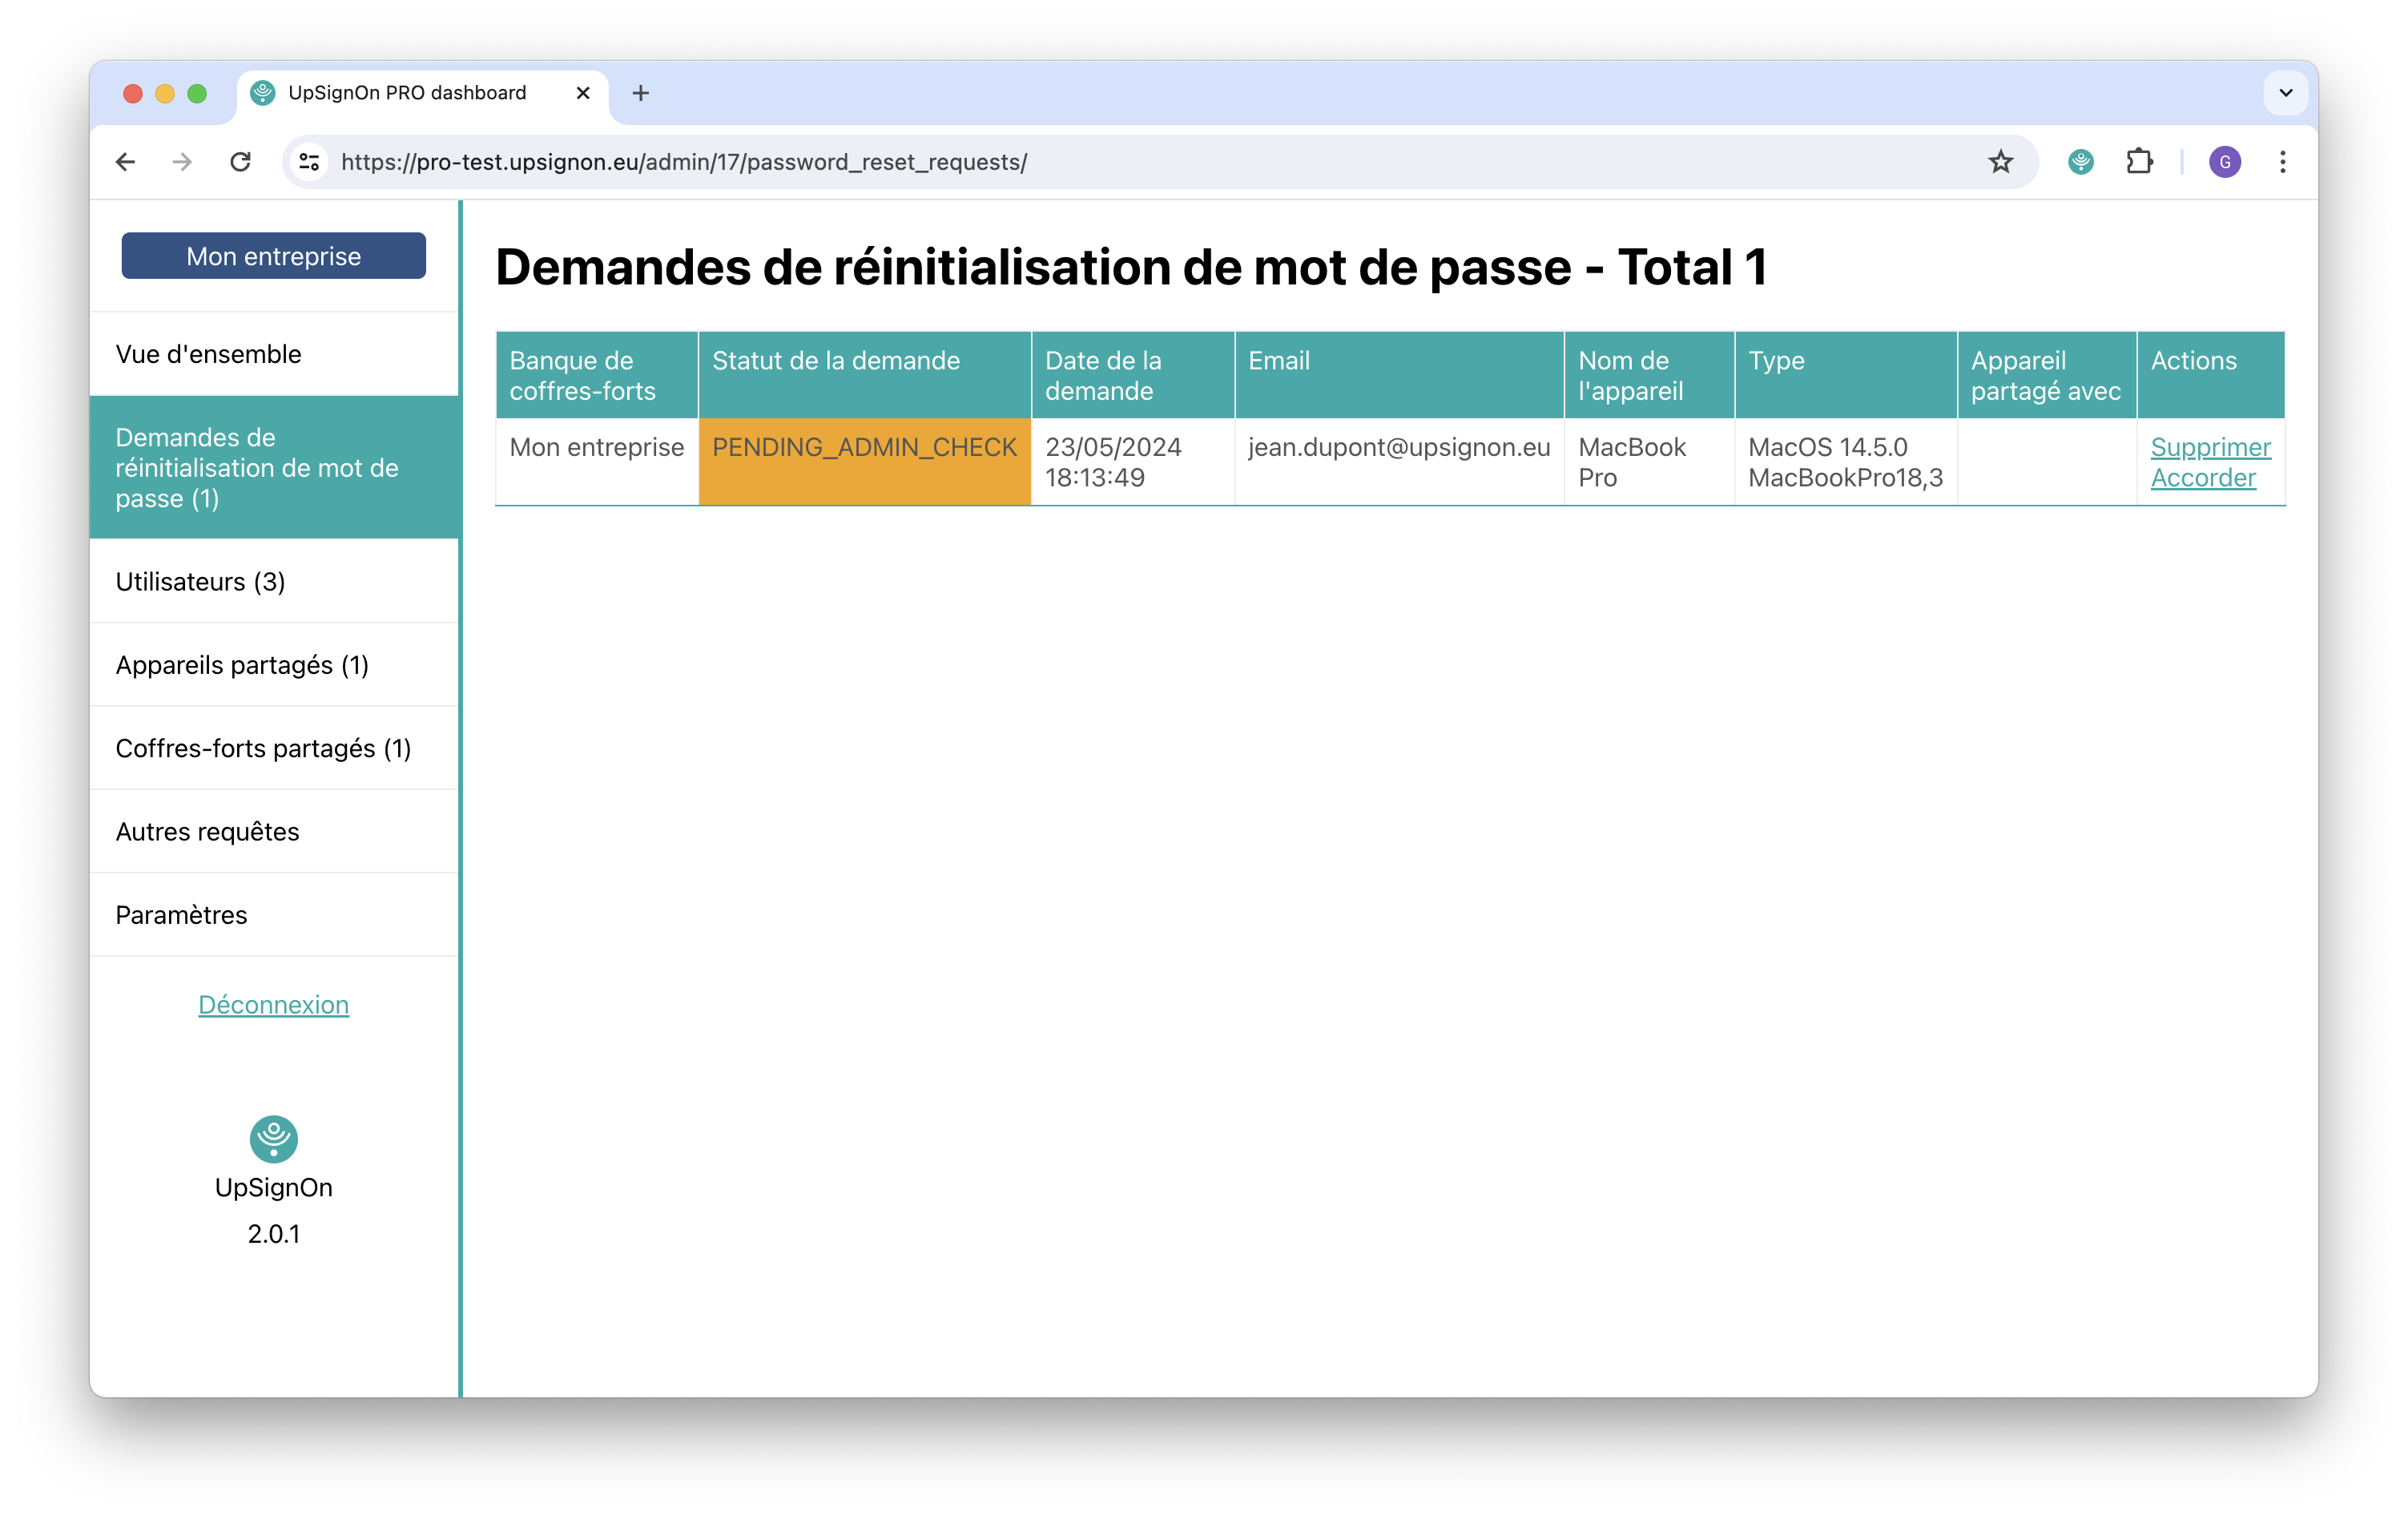 UpSignOn PRO dashboard
https://pro-test.upsignon.eu/admin/17/password_reset_requests/
G
Mon entreprise
Vue d'ensemble
Demandes de
réinitialisation de mot de
passe (1)
Utilisateurs (3)
Appareils partagés (1)
Coffres-forts partagés (1)
Autres requêtes
Paramètres
Déconnexion
UpSignOn
2.0.1
Demandes de réinitialisation de mot de passe - Total 1
Banque de
coffres-forts
Statut de la demande
Date de la
demande
Email
Nom de
l'appareil
Type
Appareil
partagé avec
Actions
Mon entreprise
PENDING_ADMIN_CHECK
23/05/2024
18:13:49
jean.dupont@upsignon.eu
MacBook
Pro
MacOS 14.5.0
MacBookPro18,3
Supprimer
Accorder